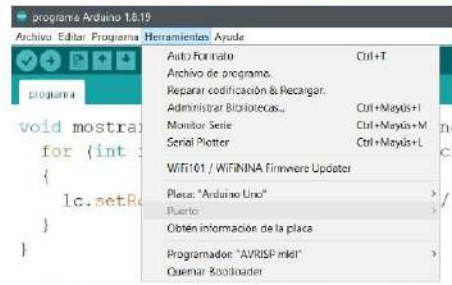 programa Arduino 1.8.19
Archivo Editar Programa Herramientas Ayuda
Auto Formato Ctrl+T
Archivo de programa.
Reparar codificación & Recargar.
Administrar Bibliotecas... Ctrl+Mayús+I
Monitor Serie Ctrl+Mayús+M
Serial Plotter Ctrl+Mayús+L
WiFi101 / WiFiNINA Firmware Updater
Placa: "Arduino Uno"
Puerto
Obtén información de la placa
Programador: "AVRISP mkII"
Quemar Bootloader
programa
void mostra
for (int
{
lc.setRo
}
}